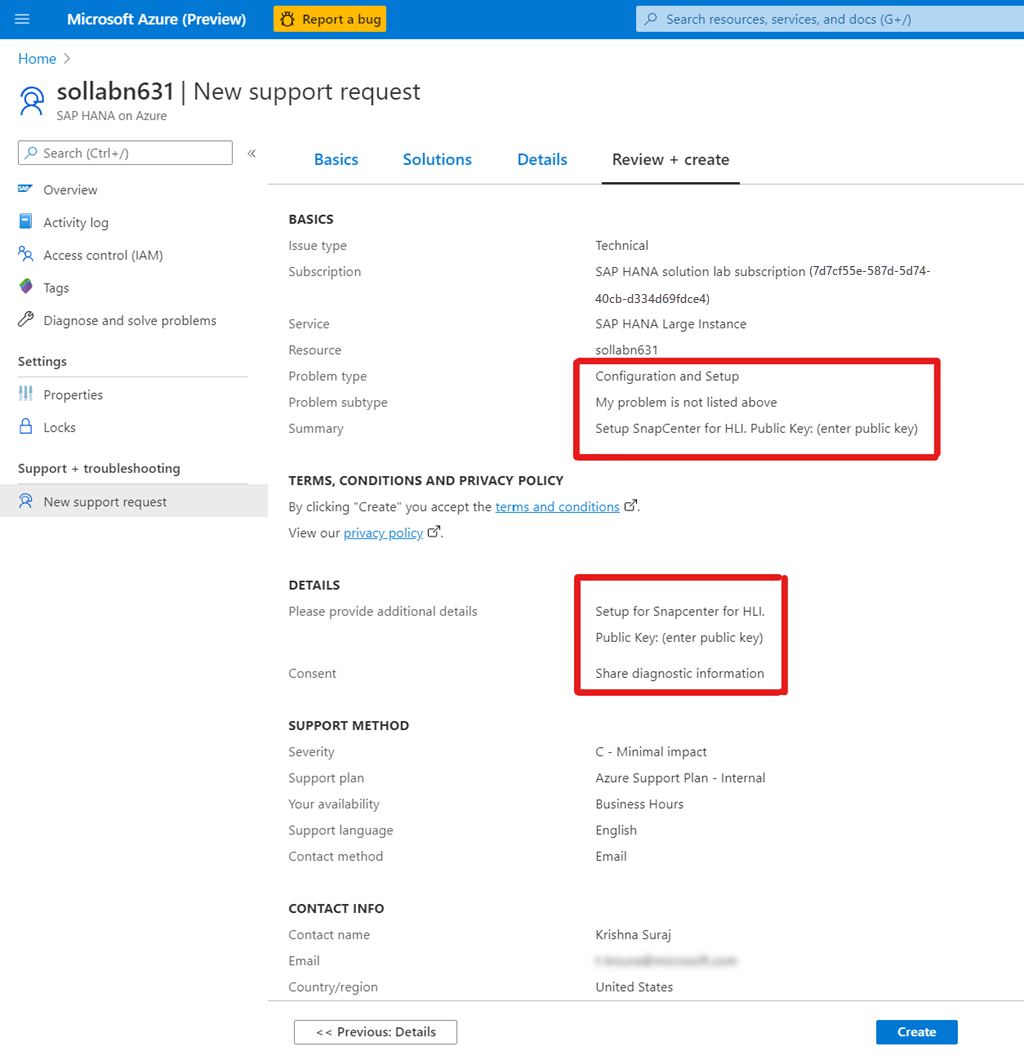 Microsoft Azure (Preview)
Report a bug
Search resources, services, and docs (G+/)
Home
sollabn631 | New support request
SAP HANA on Azure
Search (Ctrl+/)
«
Overview
Activity log
Access control (IAM)
Tags
Diagnose and solve problems
Settings
Properties
Locks
Support + troubleshooting
New support request
Basics
Solutions
Details
Review + create
BASICS
Issue type
Technical
Subscription
SAP HANA solution lab subscription (7d7cf55e-587d-5d74-
40cb-d334d69fdce4)
Service
SAP HANA Large Instance
Resource
sollabn631
Problem type
Configuration and Setup
Problem subtype
My problem is not listed above
Summary
Setup SnapCenter for HLI. Public Key: (enter public key)
TERMS, CONDITIONS AND PRIVACY POLICY
By clicking "Create" you accept the terms and conditions.
View our privacy policy.
DETAILS
Please provide additional details
Setup for Snapcenter for HLI.
Public Key: (enter public key)
Consent
Share diagnostic information
SUPPORT METHOD
Severity
C - Minimal impact
Support plan
Azure Support Plan - Internal
Your availability
Business Hours
Support language
English
Contact method
Email
CONTACT INFO
Contact name
Krishna Suraj
Email
Country/region
United States
<< Previous: Details
Create